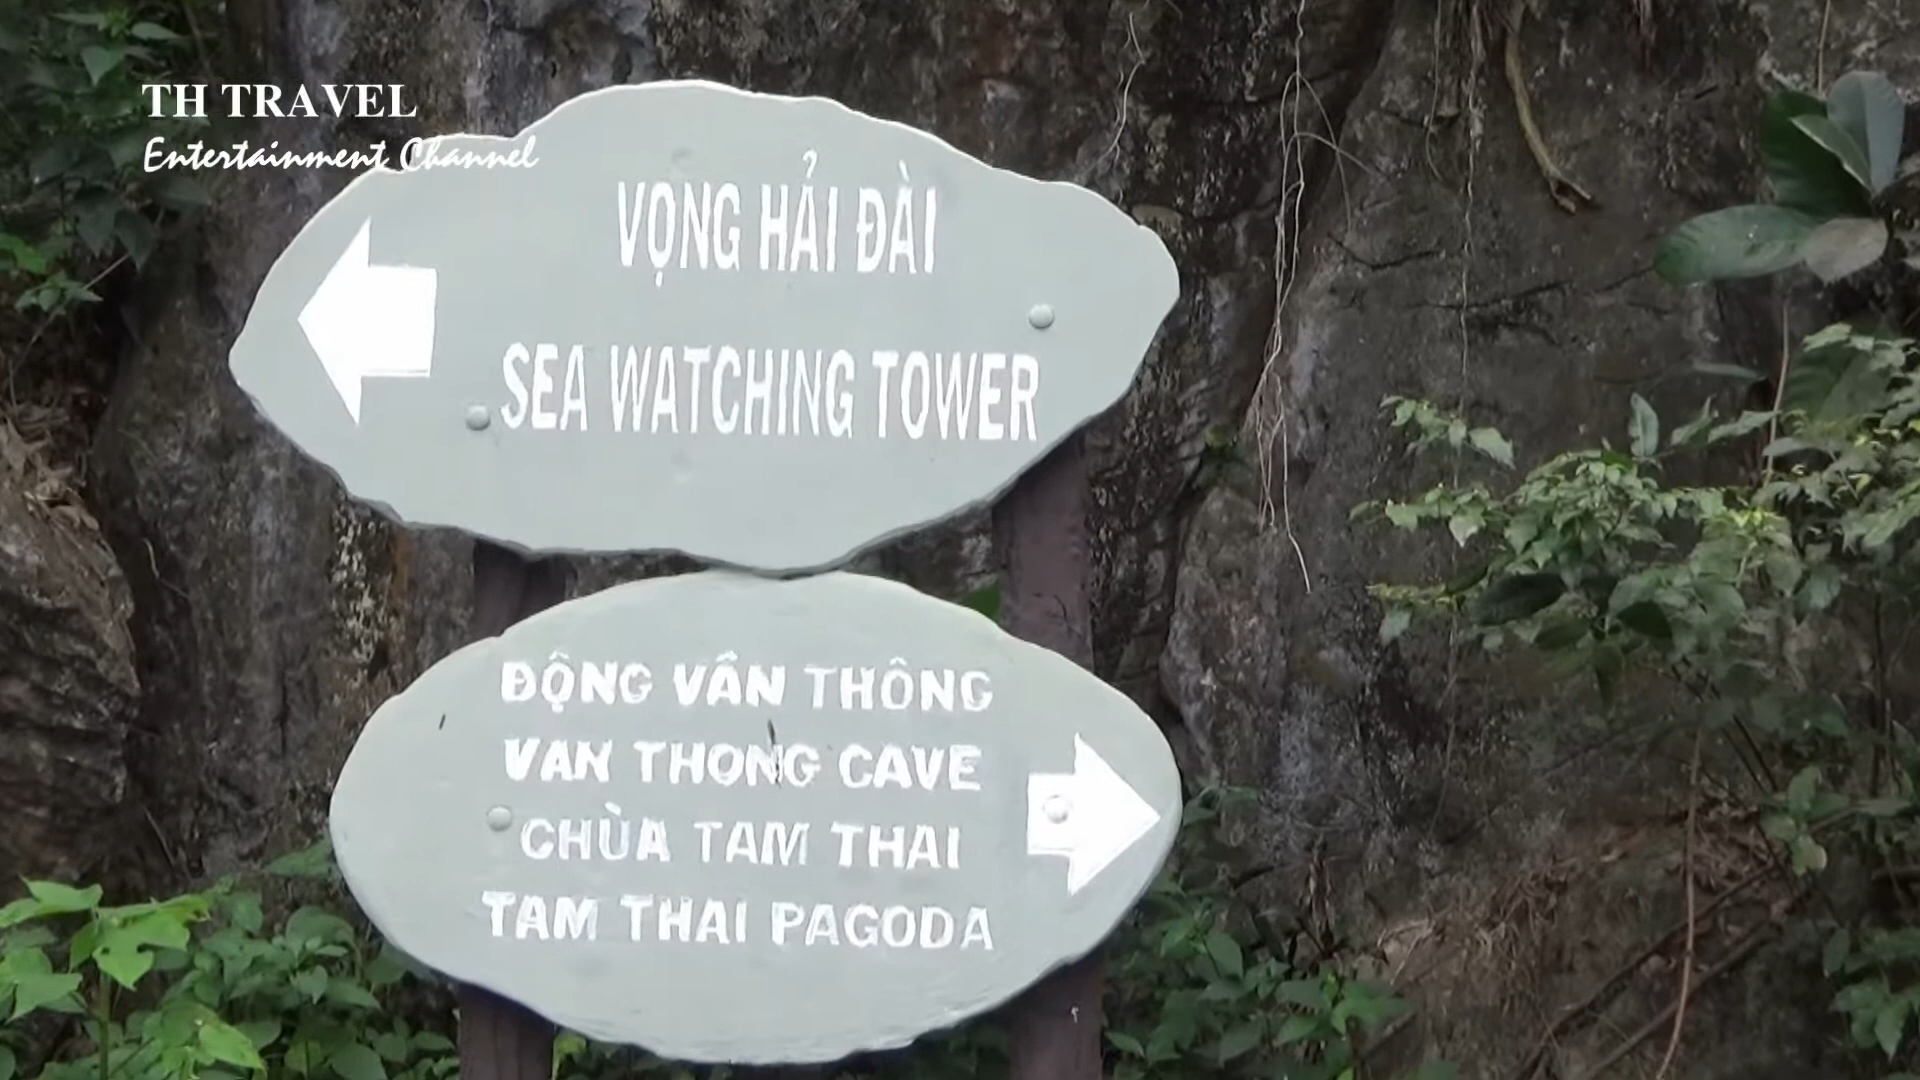 TH TRAVEL
Entertainment Channel
VỌNG HẢI ĐÀI
SEA WATCHING TOWER
ĐỘNG VÂN THÔNG
VAN THONG CAVE
CHÙA TAM THAI
TAM THAI PAGODA